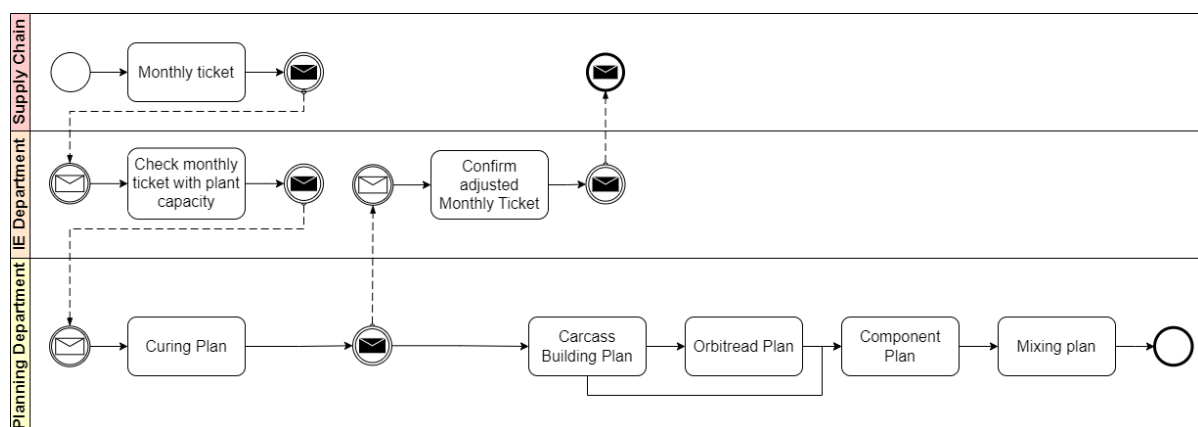 Supply Chain
Monthly ticket
IE Department
Check monthly
ticket with plant
capacity
Confirm
adjusted
Monthly Ticket
Planning Department
Curing Plan
Carcass
Building Plan
Orbitread Plan
Component
Plan
Mixing plan